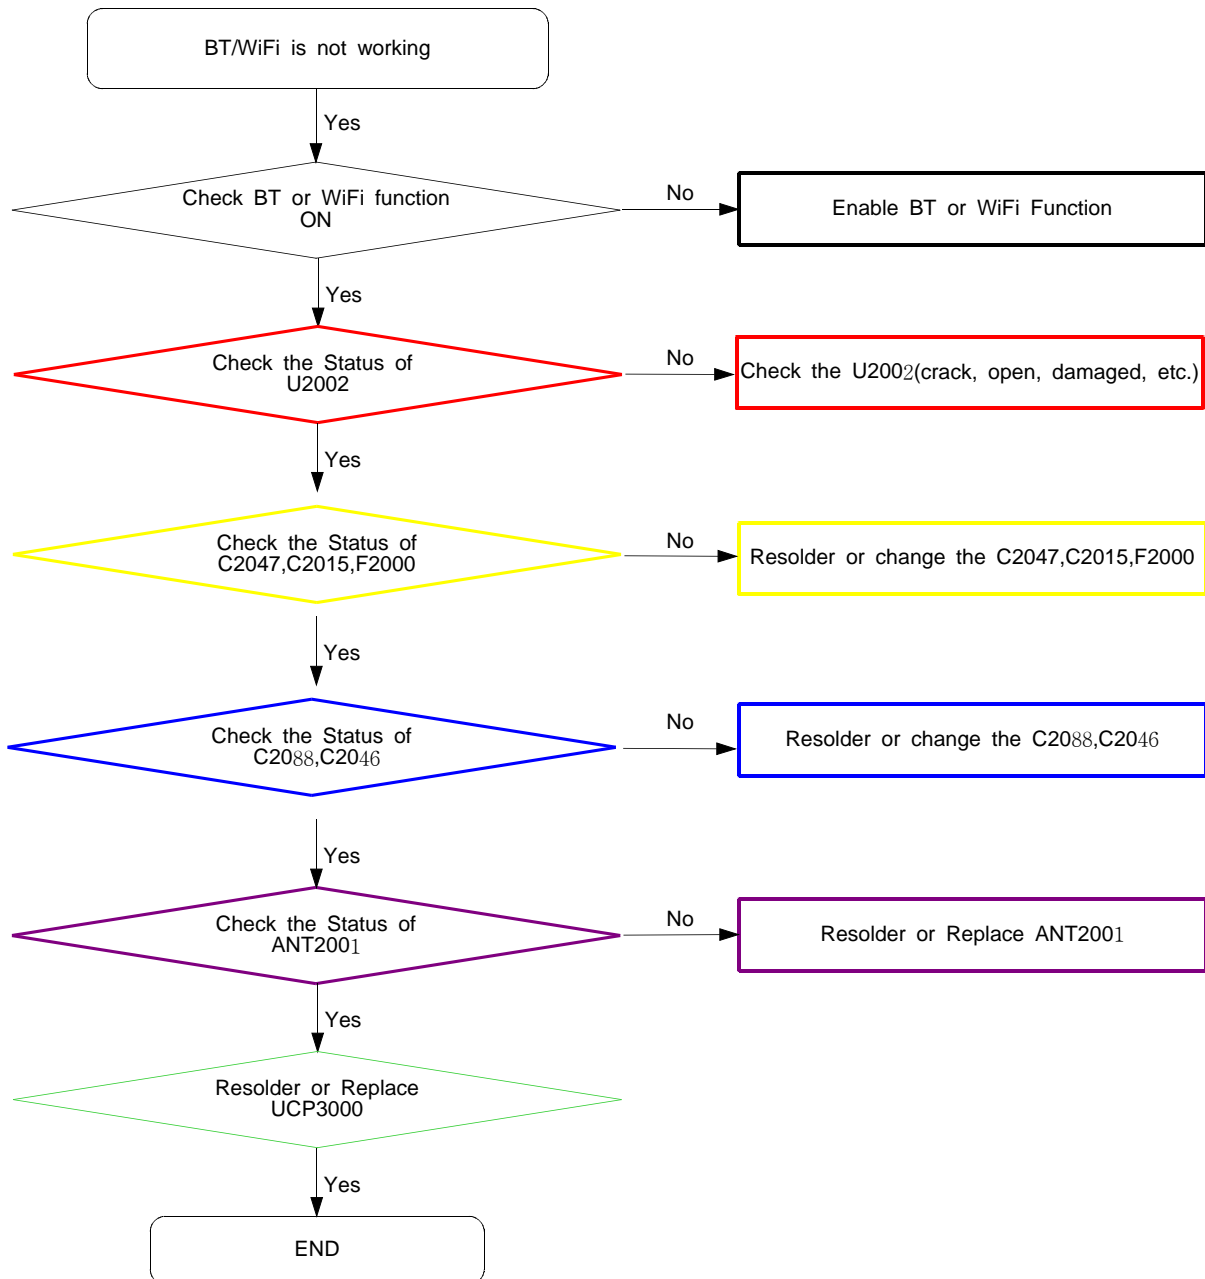 BT/WiFi is not working
Yes
Check BT or WiFi function
ON
No
Enable BT or WiFi Function
Yes
Check the Status of
U2002
No
Check the U2002(crack, open, damaged, etc.)
Yes
Check the Status of
C2047,C2015,F2000
No
Resolder or change the C2047,C2015,F2000
Yes
Check the Status of
C2088,C2046
No
Resolder or change the C2088,C2046
Yes
Check the Status of
ANT2001
No
Resolder or Replace ANT2001
Yes
Resolder or Replace
UCP3000
Yes
END